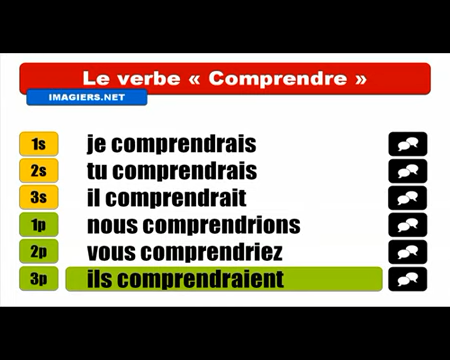 Le verbe « Comprendre »
IMAGIERS.NET
1s je comprendrais
2s tu comprendrais
3s il comprendrait
1p nous comprendrions
2p vous comprendriez
3p ils comprendraient